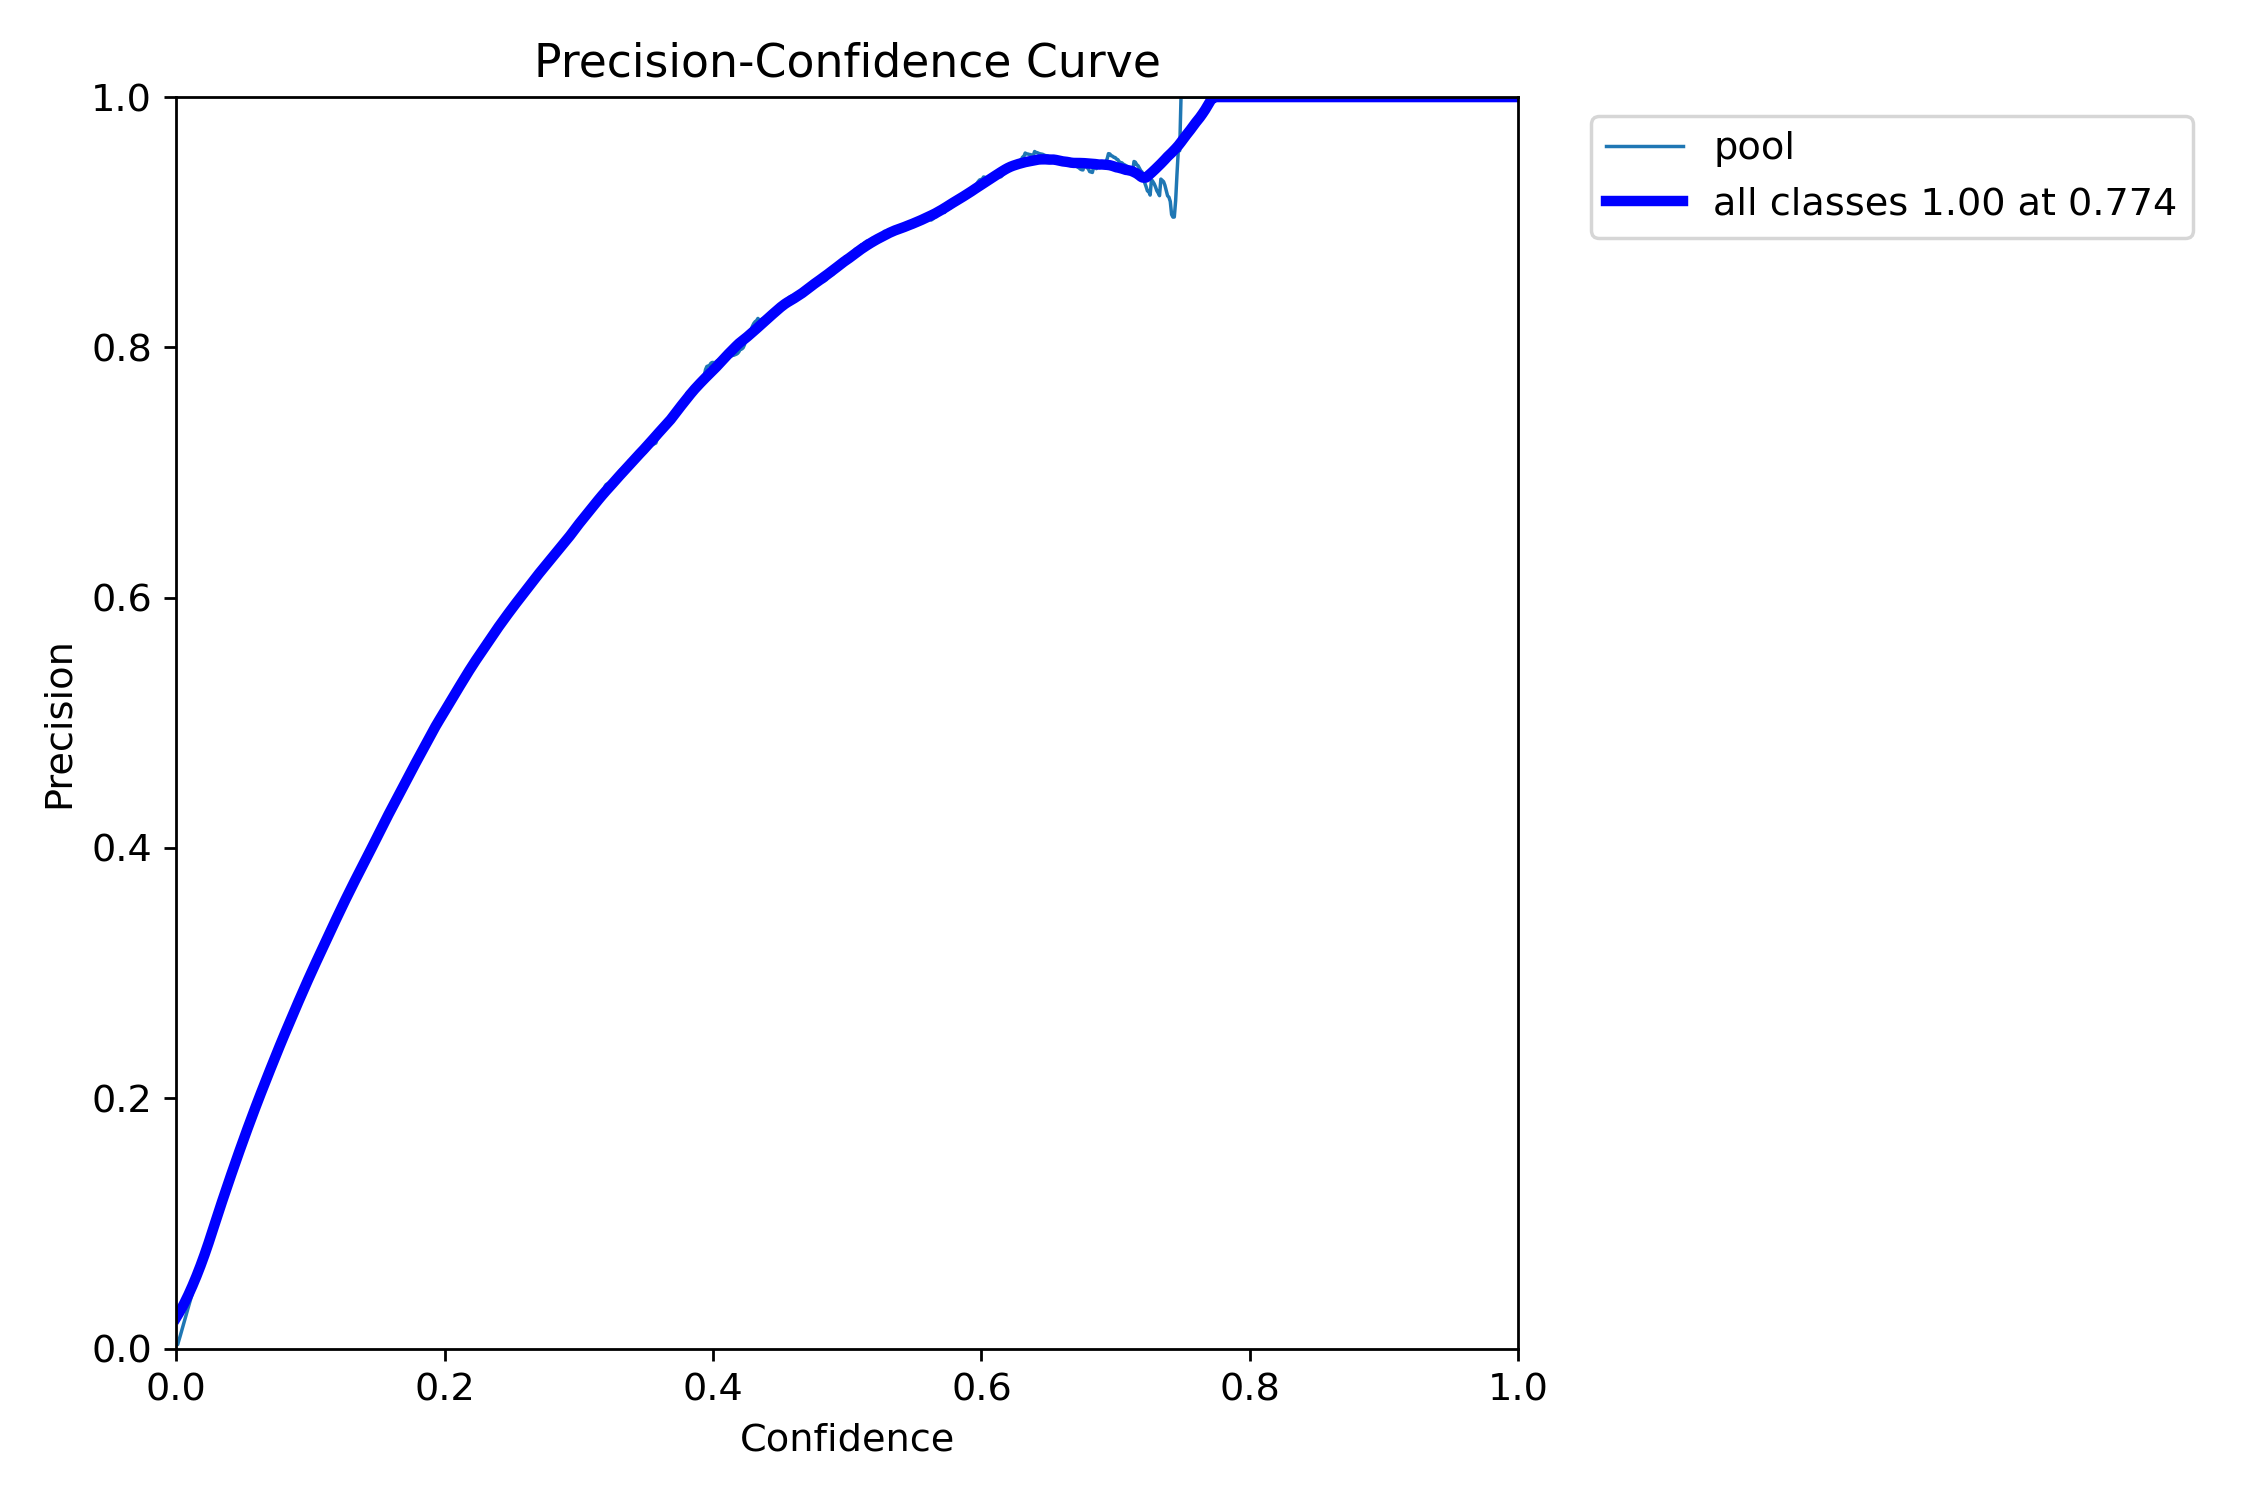 Precision-Confidence Curve
pool
all classes 1.00 at 0.774
Precision
1.0
0.8
0.6
0.4
0.2
0.0
0.0 0.2 0.4 0.6 0.8 1.0
Confidence